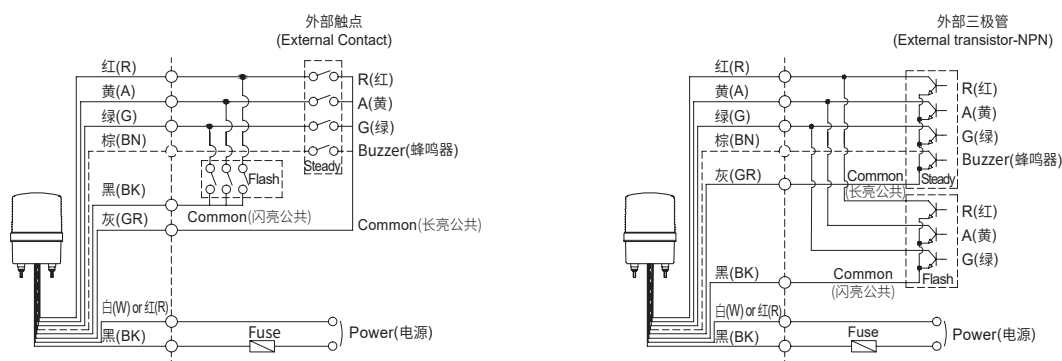 外部触点
(External Contact)
红(R)
R(红)
黄(A)
A(黄)
绿(G)
G(绿)
棕(BN)
Buzzer(蜂鸣器)
Steady
Flash
黑(BK)
Common(闪亮公共)
灰(GR)
Common(长亮公共)
白(W) or 红(R)
黑(BK)
Fuse
Power(电源)
外部三极管
(External transistor-NPN)
红(R)
R(红)
黄(A)
A(黄)
绿(G)
G(绿)
棕(BN)
Buzzer(蜂鸣器)
灰(GR)
Common
(长亮公共)
Steady
R(红)
A(黄)
G(绿)
黑(BK)
Common
(闪亮公共)
Flash
白(W) or 红(R)
黑(BK)
Fuse
Power(电源)